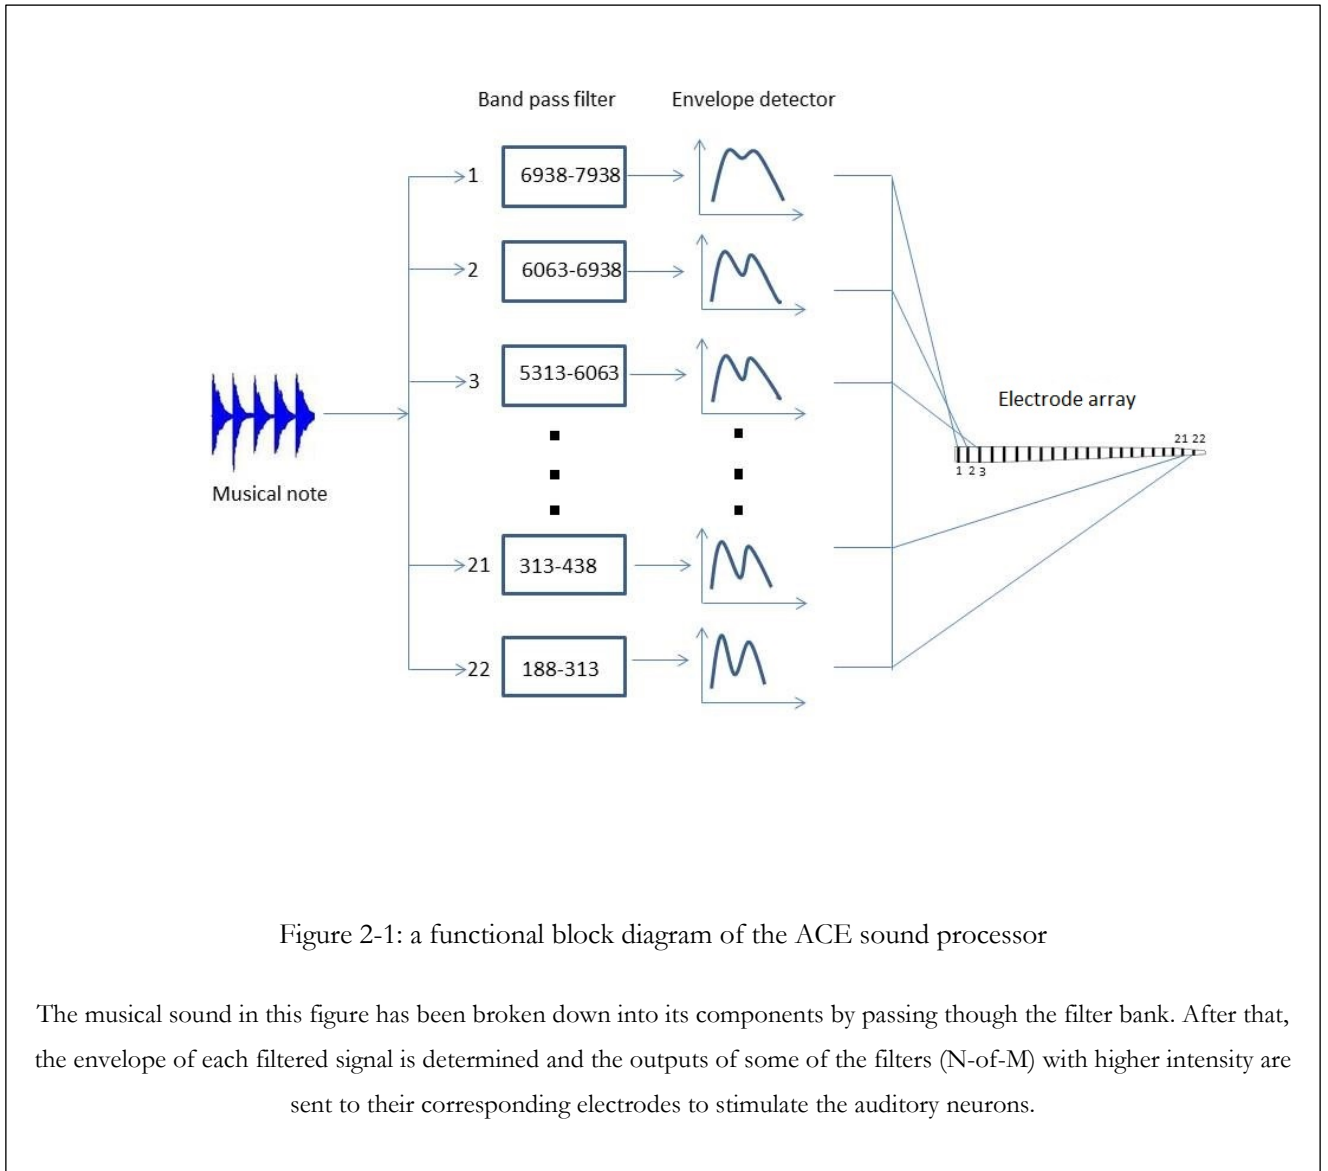 Band pass filter Envelope detector
1 6938-7938
2 6063-6938
3 5313-6063
Electrode array
21 22
1 2 3
Musical note
21 313-438
22 188-313
Figure 2-1: a functional block diagram of the ACE sound processor
The musical sound in this figure has been broken down into its components by passing though the filter bank. After that,
the envelope of each filtered signal is determined and the outputs of some of the filters (N-of-M) with higher intensity are
sent to their corresponding electrodes to stimulate the auditory neurons.